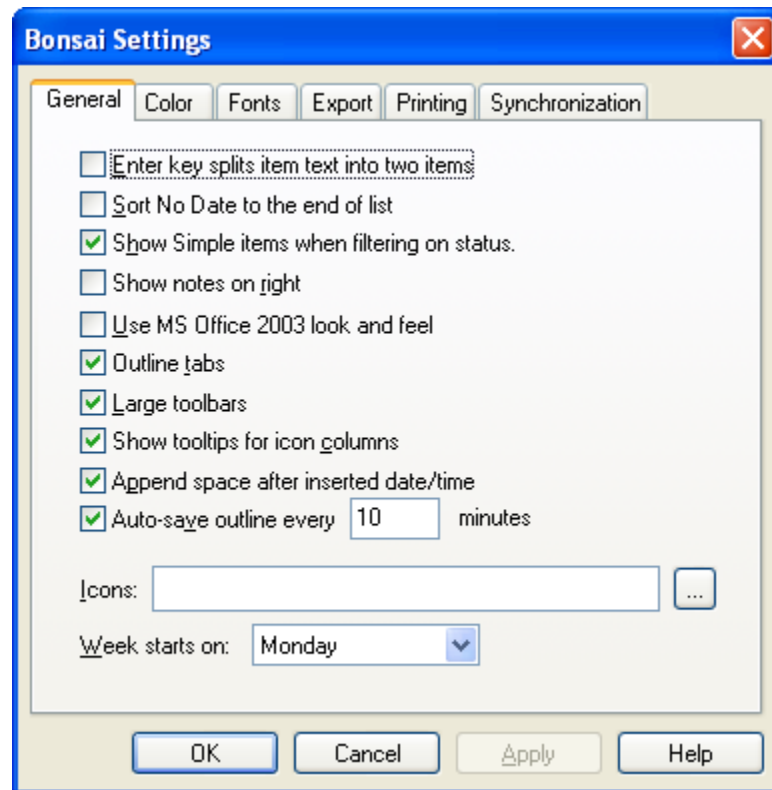 Bonsai Settings
General Color Fonts Export Printing Synchronization
Enter key splits item text into two items
Sort No Date to the end of list
Show Simple items when filtering on status.
Show notes on right
Use MS Office 2003 look and feel
Outline tabs
Large toolbars
Show tooltips for icon columns
Append space after inserted date/time
Auto-save outline every 10 minutes
Icons: ...
Week starts on: Monday
OK Cancel Apply Help